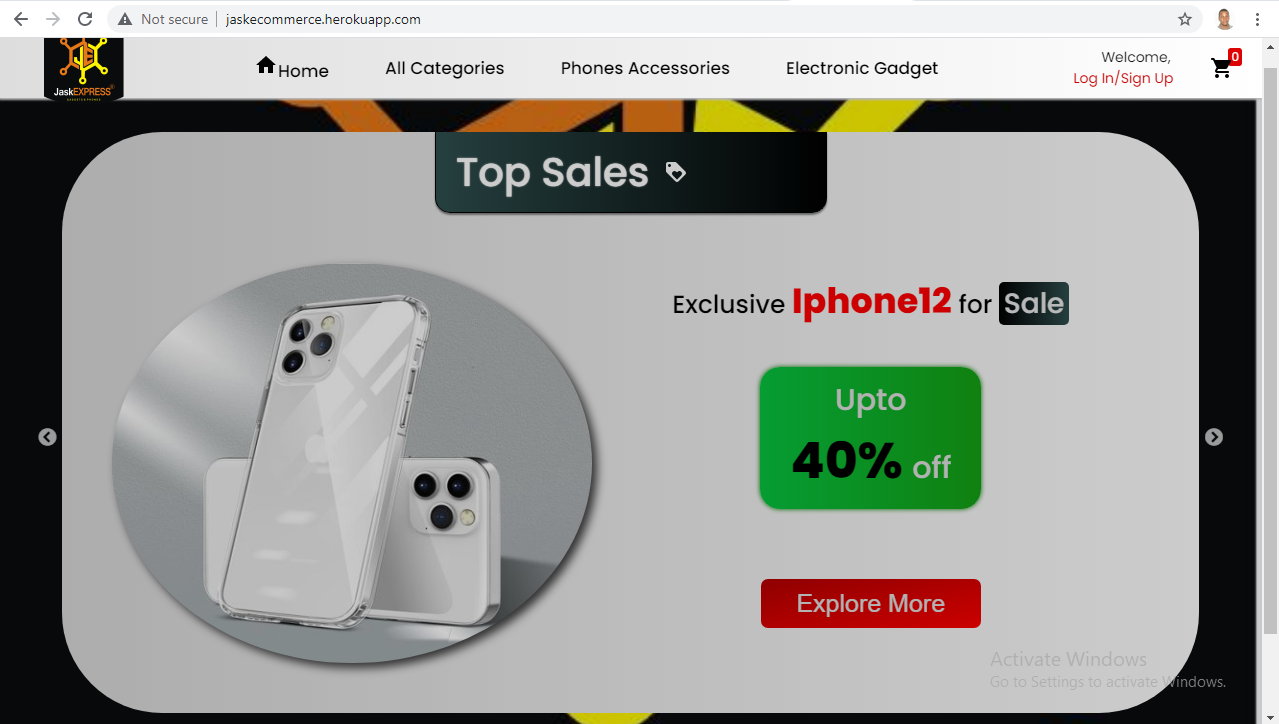 Not secure | jaskecommerce.herokuapp.com
JE
JaskEXPRESS
Home
All Categories
Phones Accessories
Electronic Gadget
Welcome,
Log In/Sign Up
0
Top Sales
Exclusive Iphone12 for Sale
Upto
40% off
Explore More
Activate Windows
Go to Settings to activate Windows.